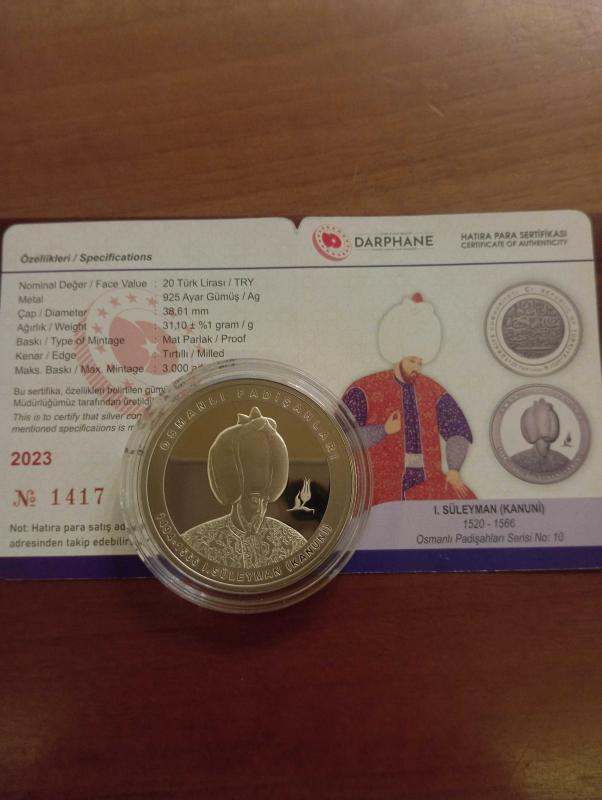 Özellikleri / Specifications
Nominal Değer / Face Value : 20 Türk Lirası / TRY
Metal : 925 Ayar Gümüş / Ag
Çap / Diameter : 38,61 mm
Ağırlık / Weight : 31,10 ± %1 gram / g
Baskı / Type of Mintage : Mat Parlak / Proof
Kenar / Edge : Tırtıllı / Milled
Maks. Baskı / Max. Mintage : 3.000 adet
Bu sertifika, özellikleri belirtilen
Müdürlüğümüz tarafından
This is to certify that silver
mentioned specifications is
2023
№ 1417
Not: Hatıra para satış
adresinden takip
DARPHANE
HATIRA PARA SERTİFİKASI
CERTIFICATE OF AUTHENTICITY
I. SÜLEYMAN (KANUNİ)
1520 - 1566
Osmanlı Padişahları Serisi No: 10
OSMANLI PADİŞAHLARI
I.SÜLEYMAN (KANUNİ)